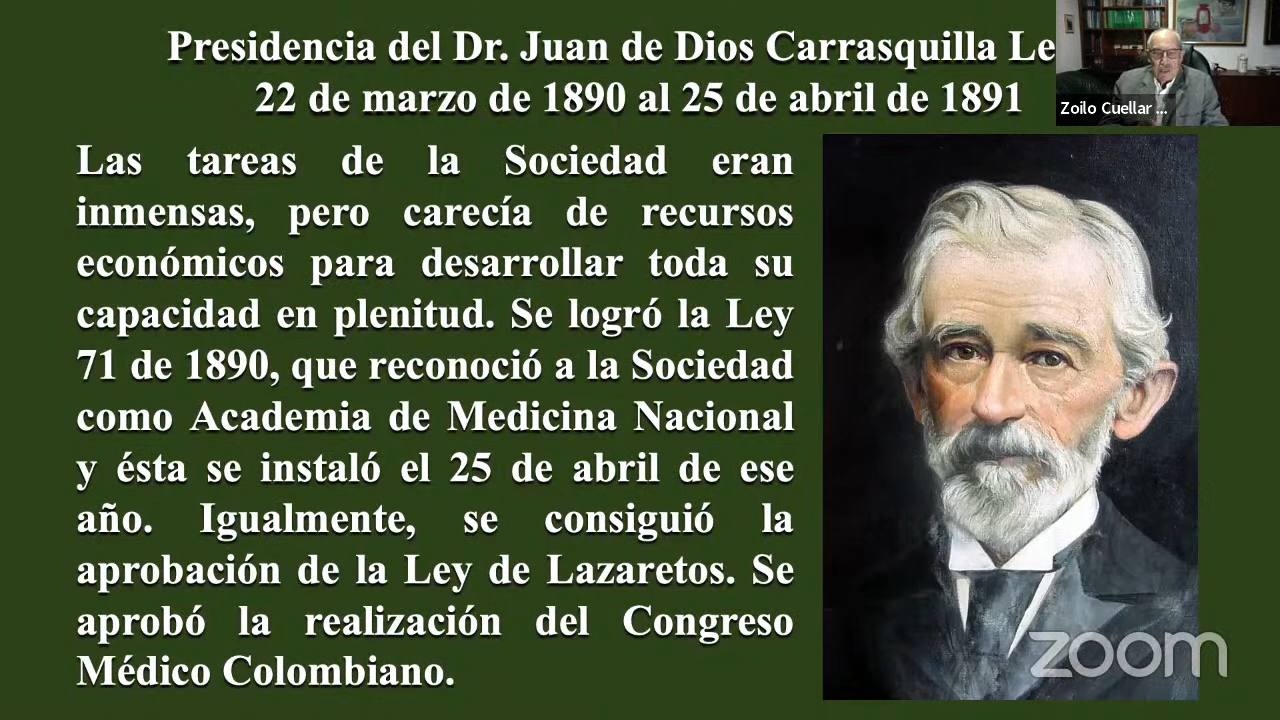 Presidencia del Dr. Juan de Dios Carrasquilla Le
22 de marzo de 1890 al 25 de abril de 1891
Zoilo Cuellar ...
Las tareas de la Sociedad eran
inmensas, pero carecía de recursos
económicos para desarrollar toda su
capacidad en plenitud. Se logró la Ley
71 de 1890, que reconoció a la Sociedad
como Academia de Medicina Nacional
y ésta se instaló el 25 de abril de ese
año. Igualmente, se consiguió la
aprobación de la Ley de Lazaretos. Se
aprobó la realización del Congreso
Médico Colombiano.
zoom